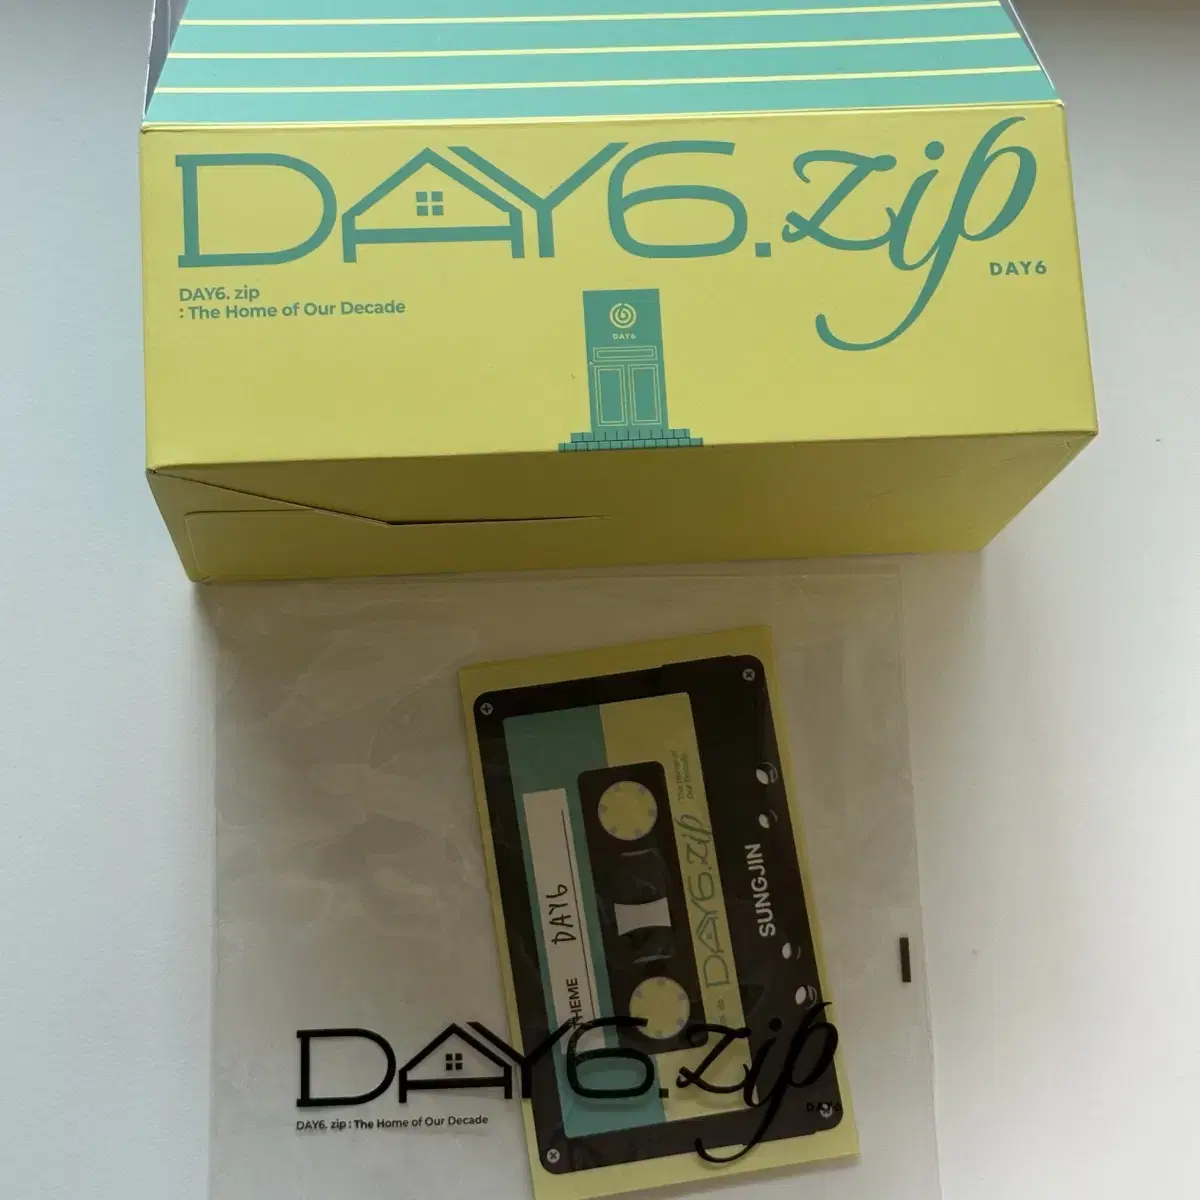 DAY6.zip
DAY6
DAY6. zip
: The Home of Our Decade
DAY6
The Home of
Our Decade
DAY6.zip
SUNGJIN
DAY6
DAY6.zip
DAY6
DAY6. zip : The Home of Our Decade